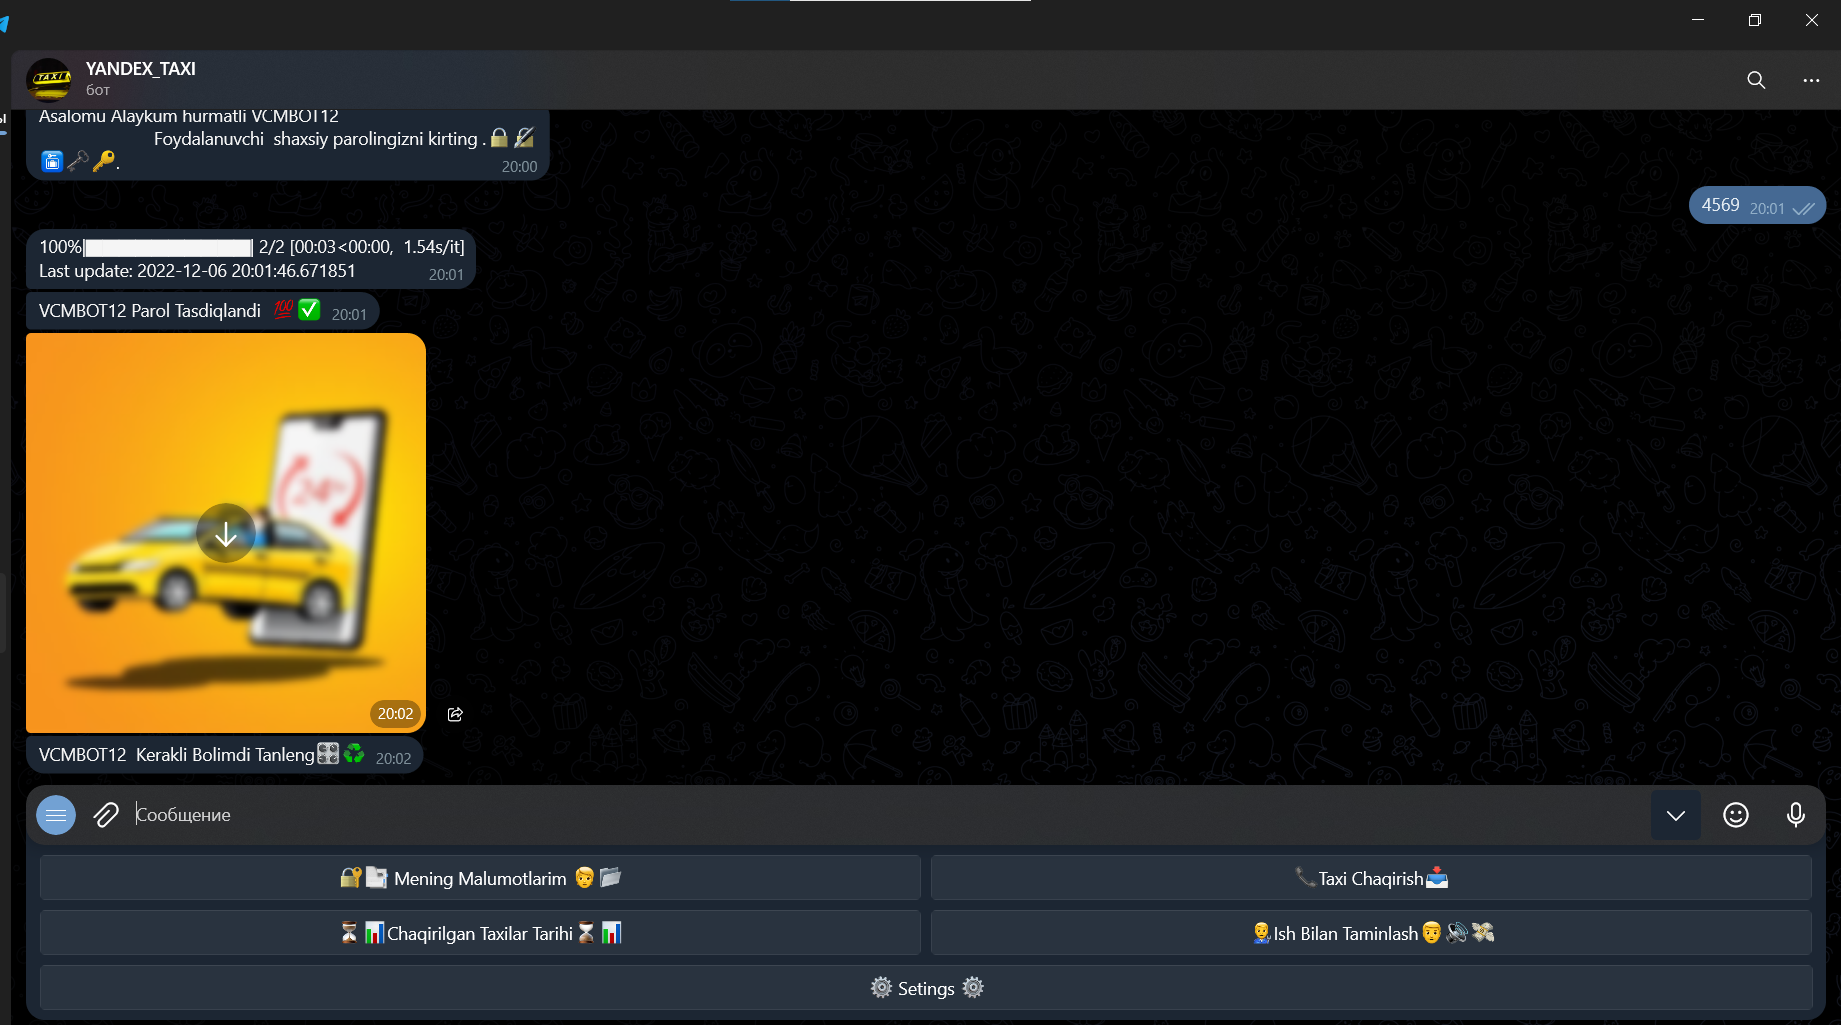 YANDEX_TAXI
бот
Asalomu Alaykum hurmatli VCMBOT12
Foydalanuvchi shaxsiy parolingizni kirting .🔒🔏
🛅🗝🔑.
20:00
4569 20:01
100%|██████████| 2/2 [00:03<00:00, 1.54s/it]
Last update: 2022-12-06 20:01:46.671851 20:01
VCMBOT12 Parol Tasdiqlandi 💯✅ 20:01
TAXI
20:02
VCMBOT12 Kerakli Bolimdi Tanleng🎛♻ 20:02
Сообщение
🔐📑 Mening Malumotlarim 🧑📂
📞Taxi Chaqirish📥
⏳📊Chaqirilgan Taxilar Tarihi⏳📊
👨‍🔧Ish Bilan Taminlash👨🔊💸
⚙ Setings ⚙